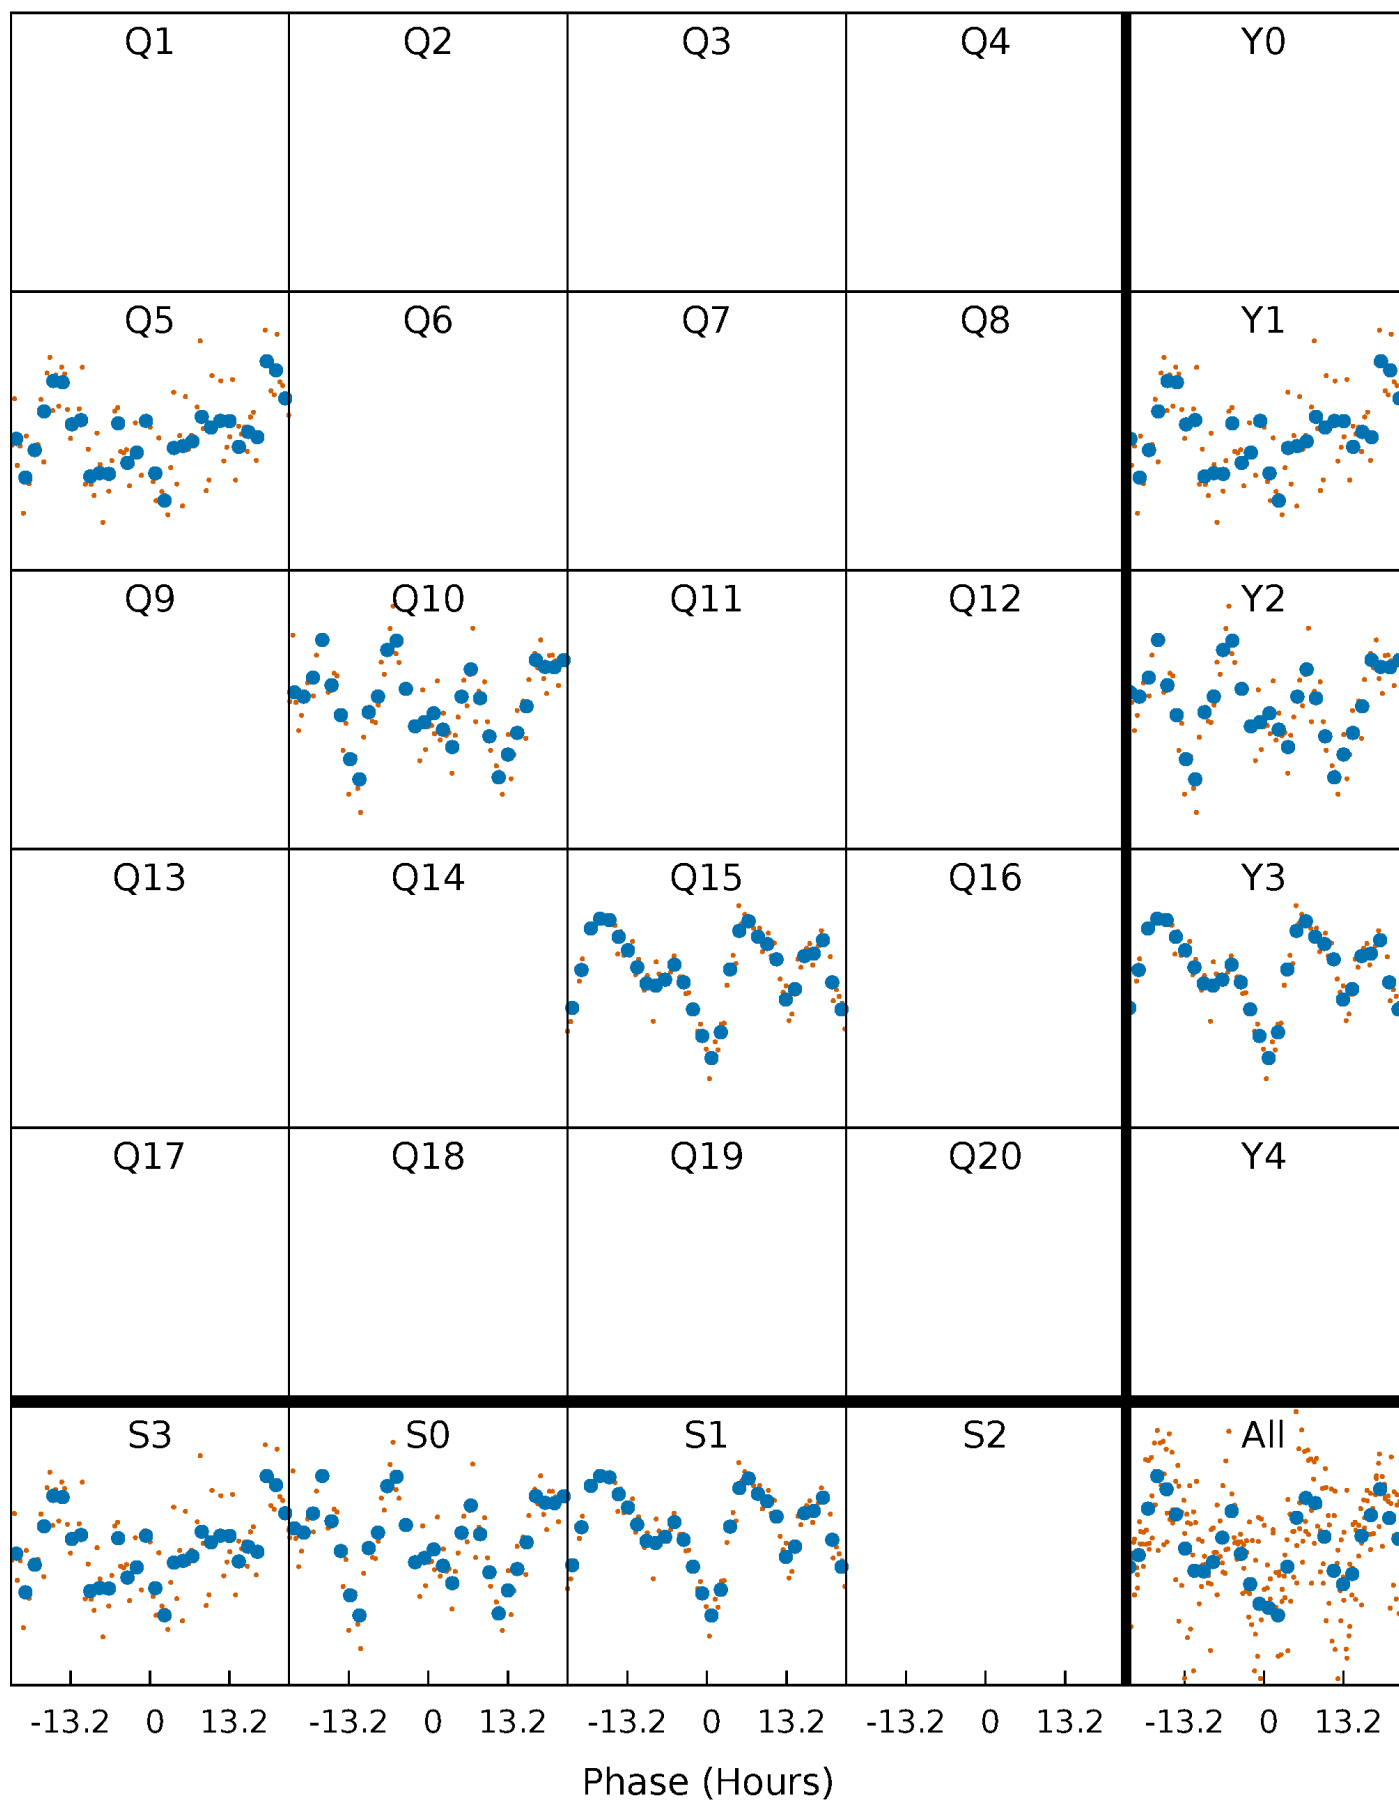 Q1 Q2 Q3 Q4 Y0
Q5 Q6 Q7 Q8 Y1
Q9 Q10 Q11 Q12 Y2
Q13 Q14 Q15 Q16 Y3
Q17 Q18 Q19 Q20 Y4
S3 S0 S1 S2 All
-13.2 0 13.2 -13.2 0 13.2 -13.2 0 13.2 -13.2 0 13.2 -13.2 0 13.2
Phase (Hours)